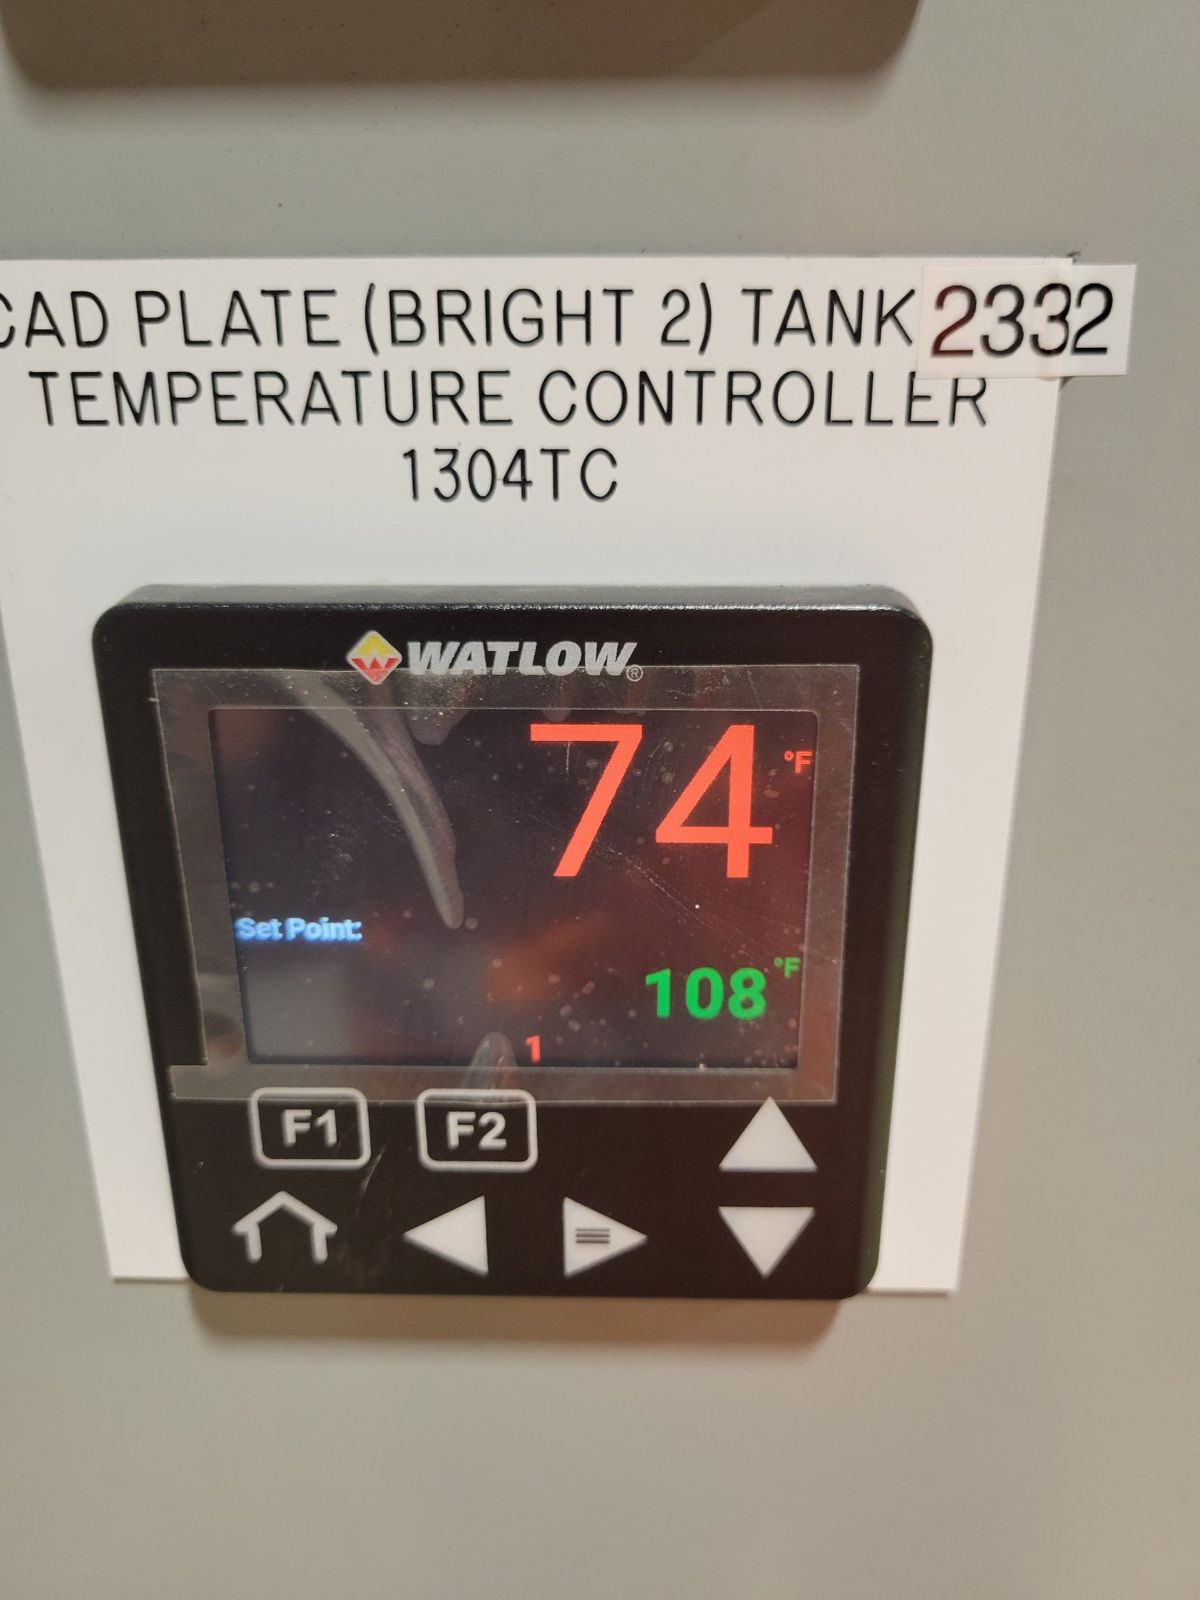 CAD PLATE (BRIGHT 2) TANK 2332
TEMPERATURE CONTROLLER
1304TC
WATLOW®
74 °F
Set Point:
108 °F
1
F1 F2